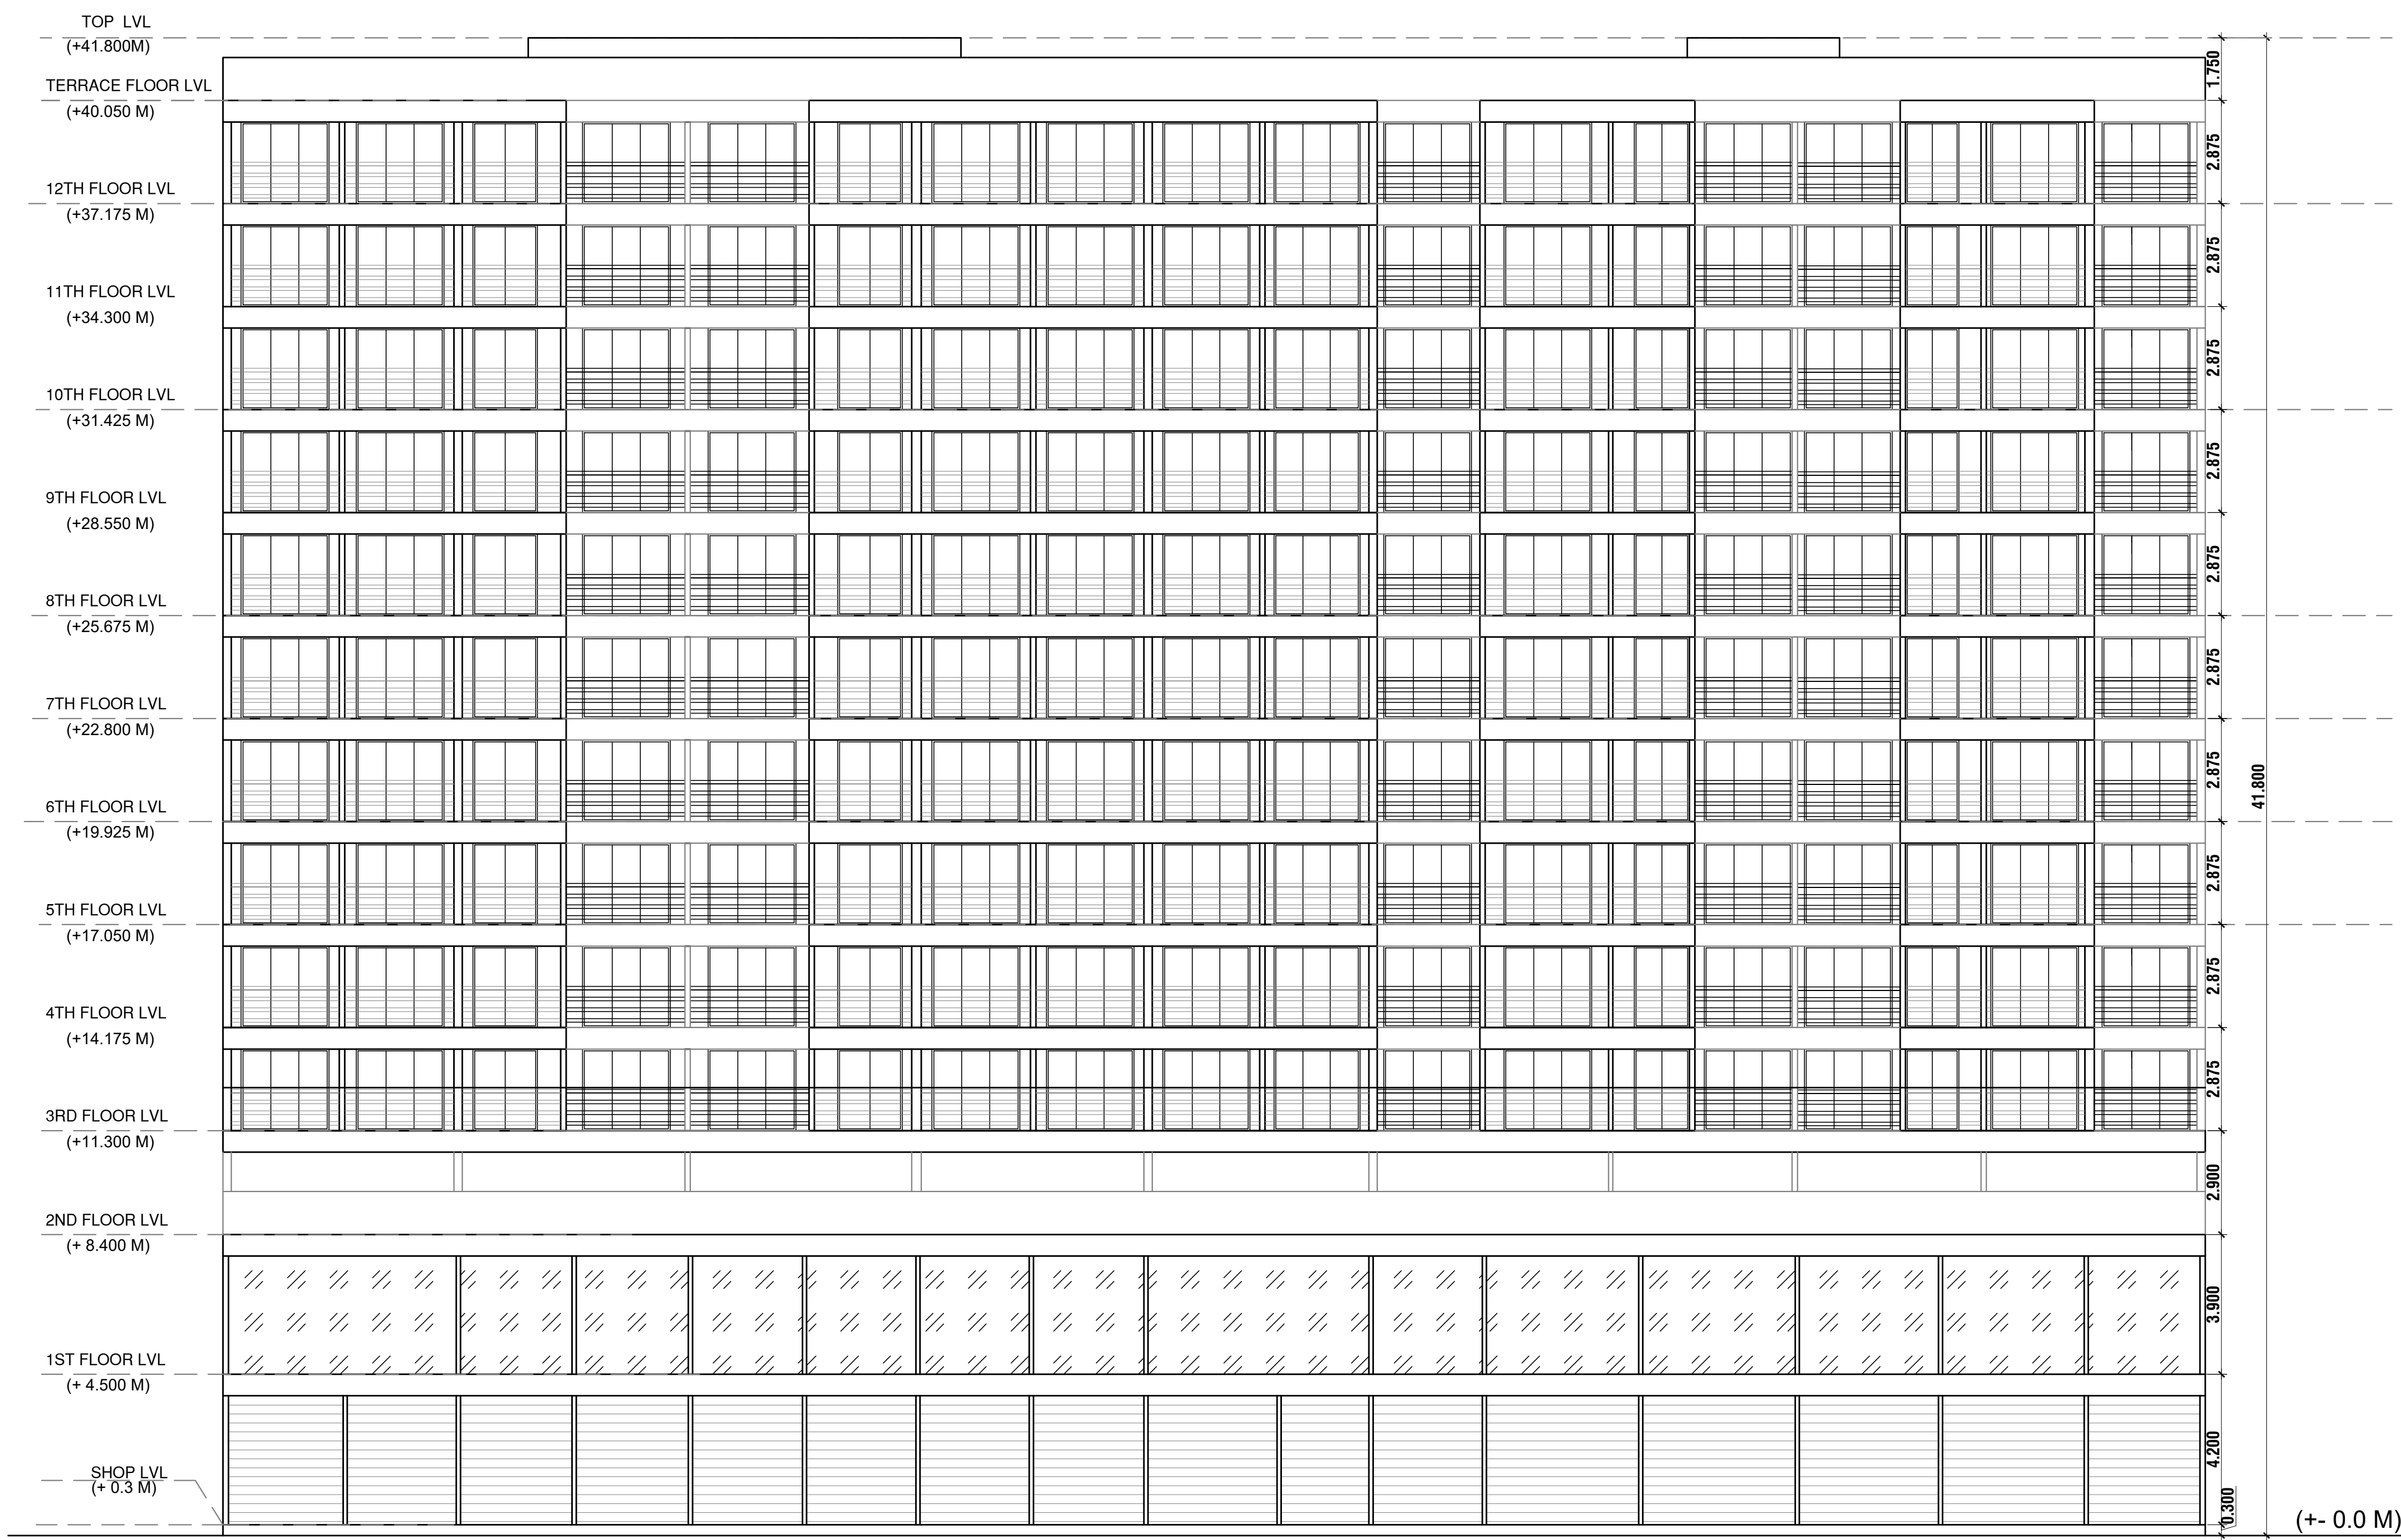 TOP LVL
(+41.800M)
TERRACE FLOOR LVL
(+40.050 M)
12TH FLOOR LVL
(+37.175 M)
11TH FLOOR LVL
(+34.300 M)
10TH FLOOR LVL
(+31.425 M)
9TH FLOOR LVL
(+28.550 M)
8TH FLOOR LVL
(+25.675 M)
7TH FLOOR LVL
(+22.800 M)
6TH FLOOR LVL
(+19.925 M)
5TH FLOOR LVL
(+17.050 M)
4TH FLOOR LVL
(+14.175 M)
3RD FLOOR LVL
(+11.300 M)
2ND FLOOR LVL
(+ 8.400 M)
1ST FLOOR LVL
(+ 4.500 M)
SHOP LVL
(+ 0.3 M)
1.750
2.875
2.875
2.875
2.875
2.875
2.875
2.875
2.875
2.875
2.875
2.900
3.900
4.200
0.300
41.800
(+- 0.0 M)